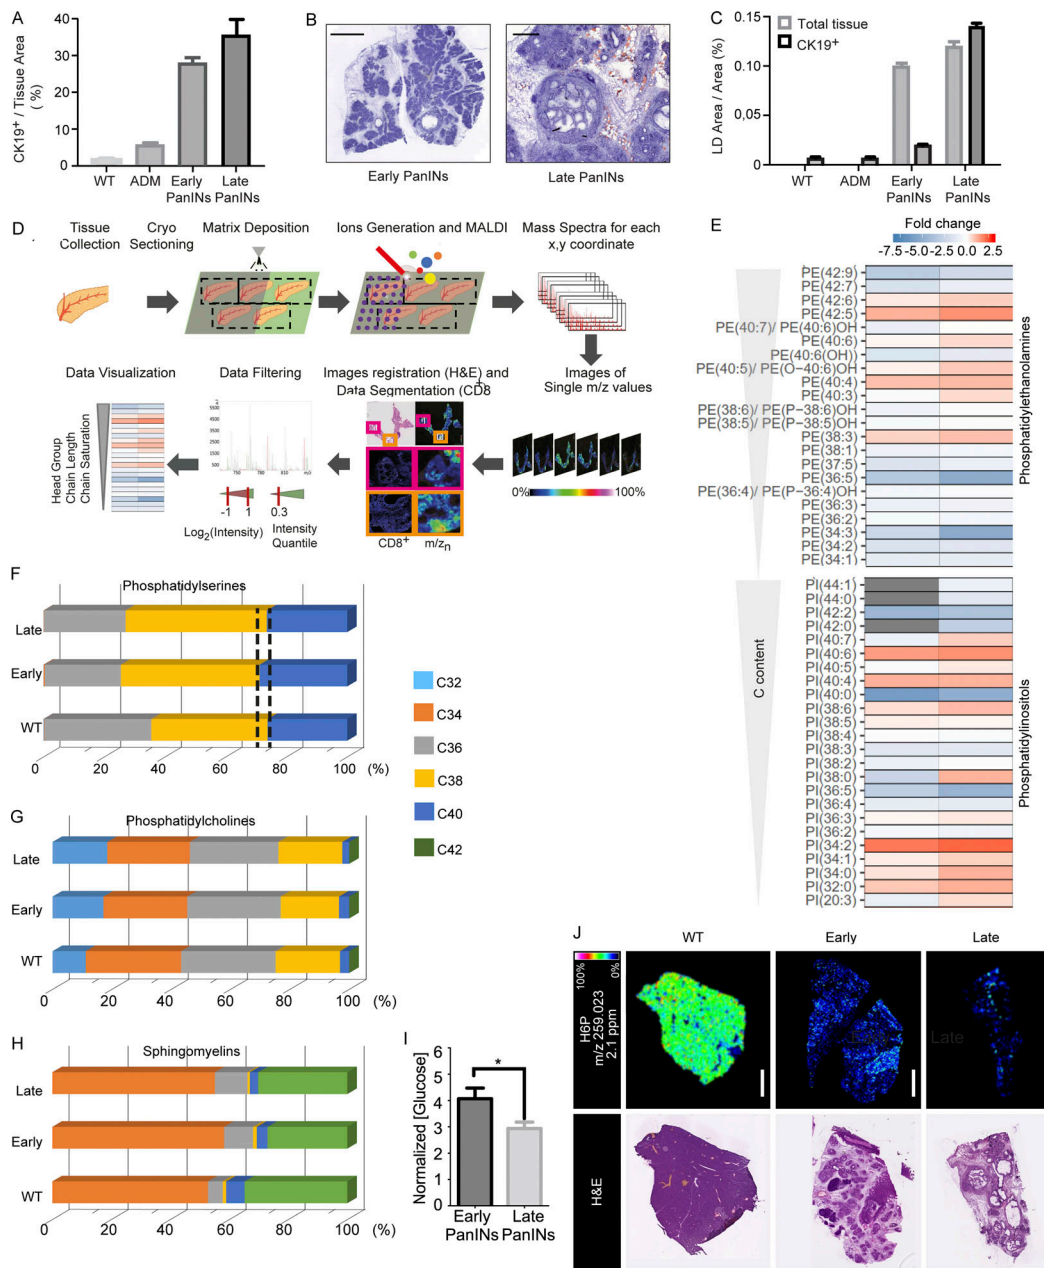 A
CK19+ / Tissue Area
( %)
40
30
20
10
0
WT
ADM
Early
PanINs
Late
PanINs
B
Early PanINs
Late PanINs
C
LD Area / Area (%)
Total tissue
CK19+
0.15
0.10
0.05
0.00
WT
ADM
Early
PanINs
Late
PanINs
D
Tissue
Collection
Cryo
Sectioning
Matrix Deposition
Ions Generation and MALDI
Mass Spectra for each
x,y coordinate
Data Visualization
Data Filtering
Images registration (H&E) and
Data Segmentation (CD8+
Images of
Single m/z values
Head Group
Chain Length
Chain Saturation
5500
4500
3500
2500
1500
500
750
780
810
m/z
-1
1
0.3
Log2(Intensity)
Intensity
Quantile
CD8+
m/zn
0%
100%
E
Fold change
-7.5
-5.0
-2.5
0.0
2.5
PE(42:9)
PE(42:7)
PE(42:6)
PE(42:5)
PE(40:7)/ PE(40:6)OH
PE(40:6)
PE(40:6(OH))
PE(40:5)/ PE(O-40:6)OH
PE(40:4)
PE(40:3)
PE(38:6)/ PE(P-38:6)OH
PE(38:5)/ PE(P-38:5)OH
PE(38:3)
PE(38:1)
PE(37:5)
PE(36:5)
PE(36:4)/ PE(P-36:4)OH
PE(36:3)
PE(36:2)
PE(34:3)
PE(34:2)
PE(34:1)
Phosphatidylethanolamines
PI(44:1)
PI(44:0)
PI(42:2)
PI(42:0)
PI(40:7)
PI(40:6)
PI(40:5)
PI(40:4)
PI(40:0)
PI(38:6)
PI(38:5)
PI(38:4)
PI(38:3)
PI(38:2)
PI(38:0)
PI(36:5)
PI(36:4)
PI(36:3)
PI(36:2)
PI(34:2)
PI(34:1)
PI(34:0)
PI(32:0)
PI(20:3)
Phosphatidylinositols
C content
F
Phosphatidylserines
Late
Early
WT
0
20
40
60
80
100
(%)
C32
C34
C36
C38
C40
C42
G
Phosphatidylcholines
Late
Early
WT
0
20
40
60
80
100
(%)
H
Sphingomyelins
Late
Early
WT
0
20
40
60
80
100
(%)
I
Normalized [Glucose]
6
5
4
3
2
1
0
*
Early
PanINs
Late
PanINs
J
WT
Early
Late
100%
0%
H6P
m/z 259.023
2.1 ppm
Early
Late
H&E